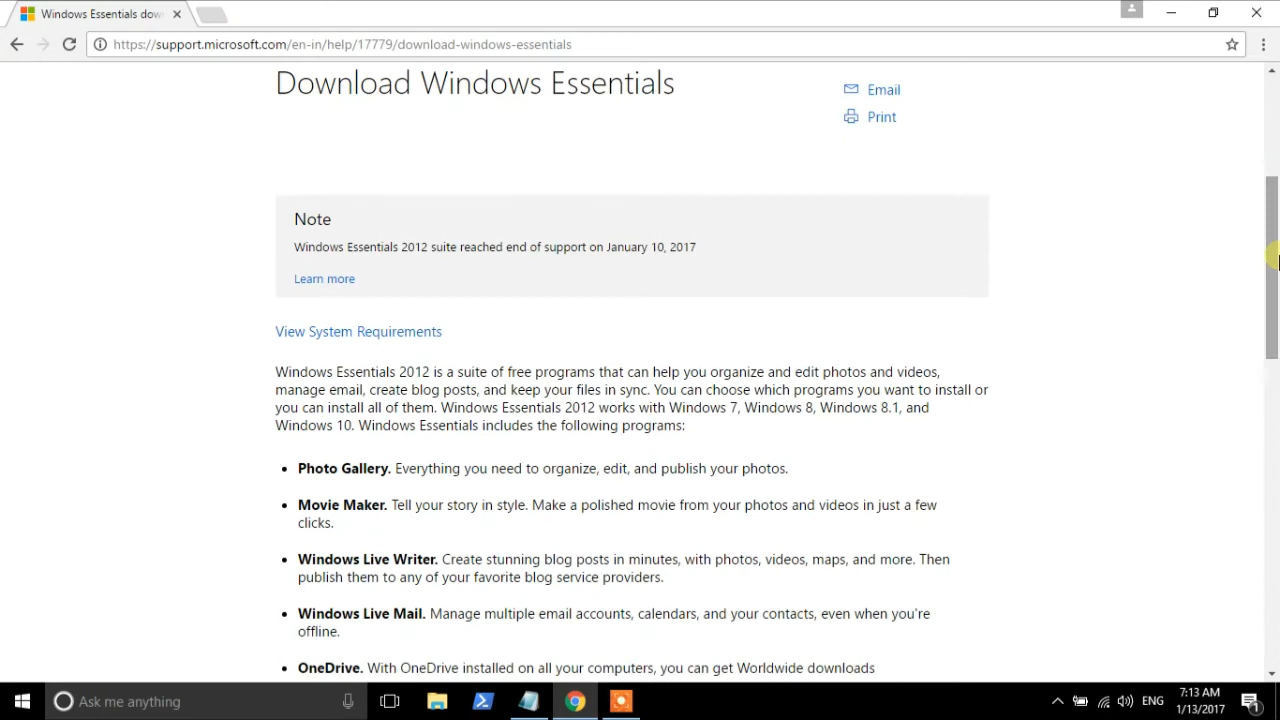 Windows Essentials dow
https://support.microsoft.com/en-in/help/17779/download-windows-essentials
Download Windows Essentials
Email
Print
Note
Windows Essentials 2012 suite reached end of support on January 10, 2017
Learn more
View System Requirements
Windows Essentials 2012 is a suite of free programs that can help you organize and edit photos and videos,
manage email, create blog posts, and keep your files in sync. You can choose which programs you want to install or
you can install all of them. Windows Essentials 2012 works with Windows 7, Windows 8, Windows 8.1, and
Windows 10. Windows Essentials includes the following programs:
• Photo Gallery. Everything you need to organize, edit, and publish your photos.
• Movie Maker. Tell your story in style. Make a polished movie from your photos and videos in just a few
clicks.
• Windows Live Writer. Create stunning blog posts in minutes, with photos, videos, maps, and more. Then
publish them to any of your favorite blog service providers.
• Windows Live Mail. Manage multiple email accounts, calendars, and your contacts, even when you're
offline.
• OneDrive. With OneDrive installed on all your computers, you can get Worldwide downloads
Ask me anything
ENG
7:13 AM
1/13/2017
1